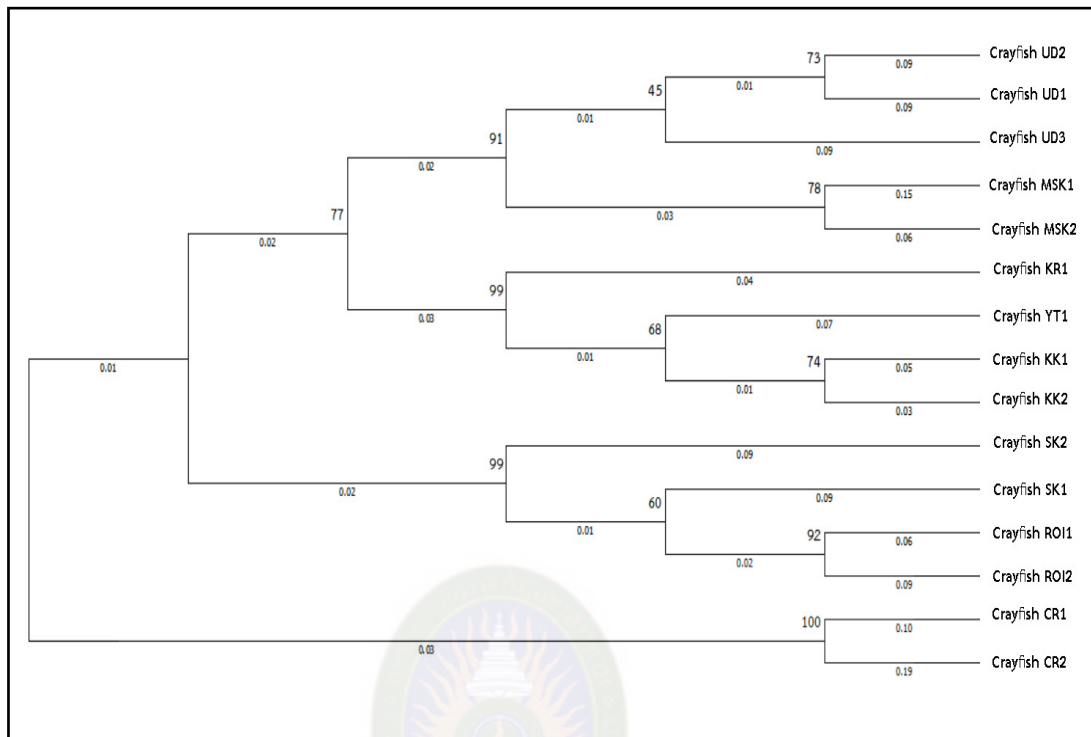 Crayfish UD2
73
0.09
0.01
Crayfish UD1
45
0.09
0.01
Crayfish UD3
91
0.09
0.02
Crayfish MSK1
78
0.15
0.03
Crayfish MSK2
77
0.06
0.02
Crayfish KR1
99
0.04
0.03
Crayfish YT1
68
0.07
0.01
Crayfish KK1
74
0.05
0.01
0.01
Crayfish KK2
0.03
Crayfish SK2
99
0.09
0.02
Crayfish SK1
60
0.09
0.01
Crayfish ROI1
92
0.06
0.02
Crayfish ROI2
0.09
Crayfish CR1
100
0.10
0.03
Crayfish CR2
0.19